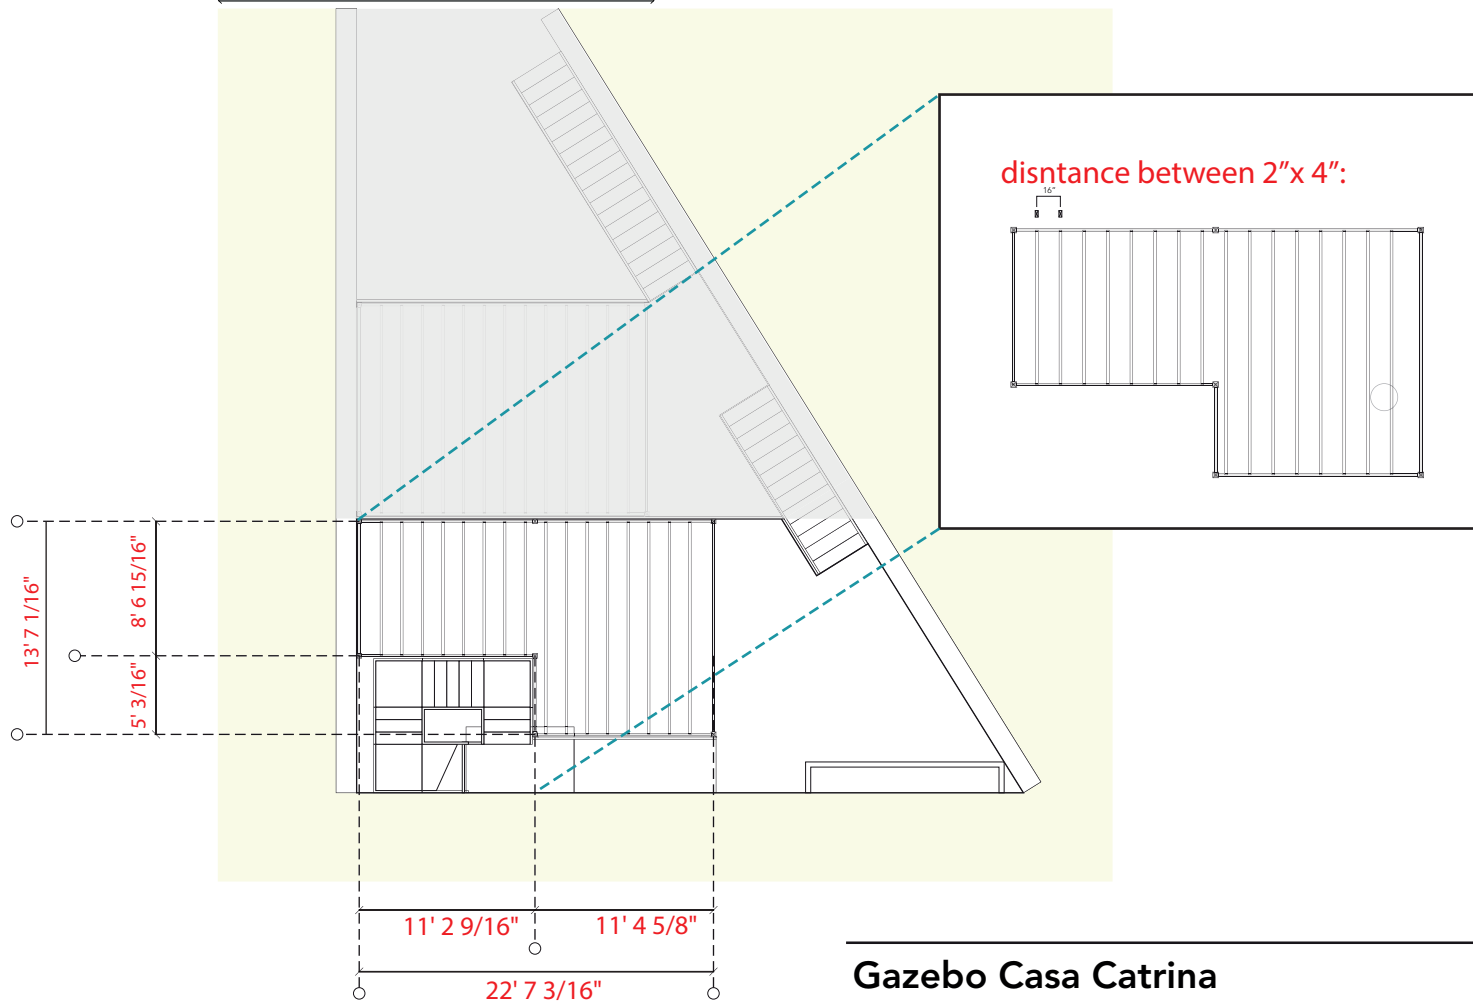 disntance between 2”x 4”:
16"
13' 7 1/16"
8' 6 15/16"
5' 3/16"
11' 2 9/16"
11' 4 5/8"
22' 7 3/16"
Gazebo Casa Catrina